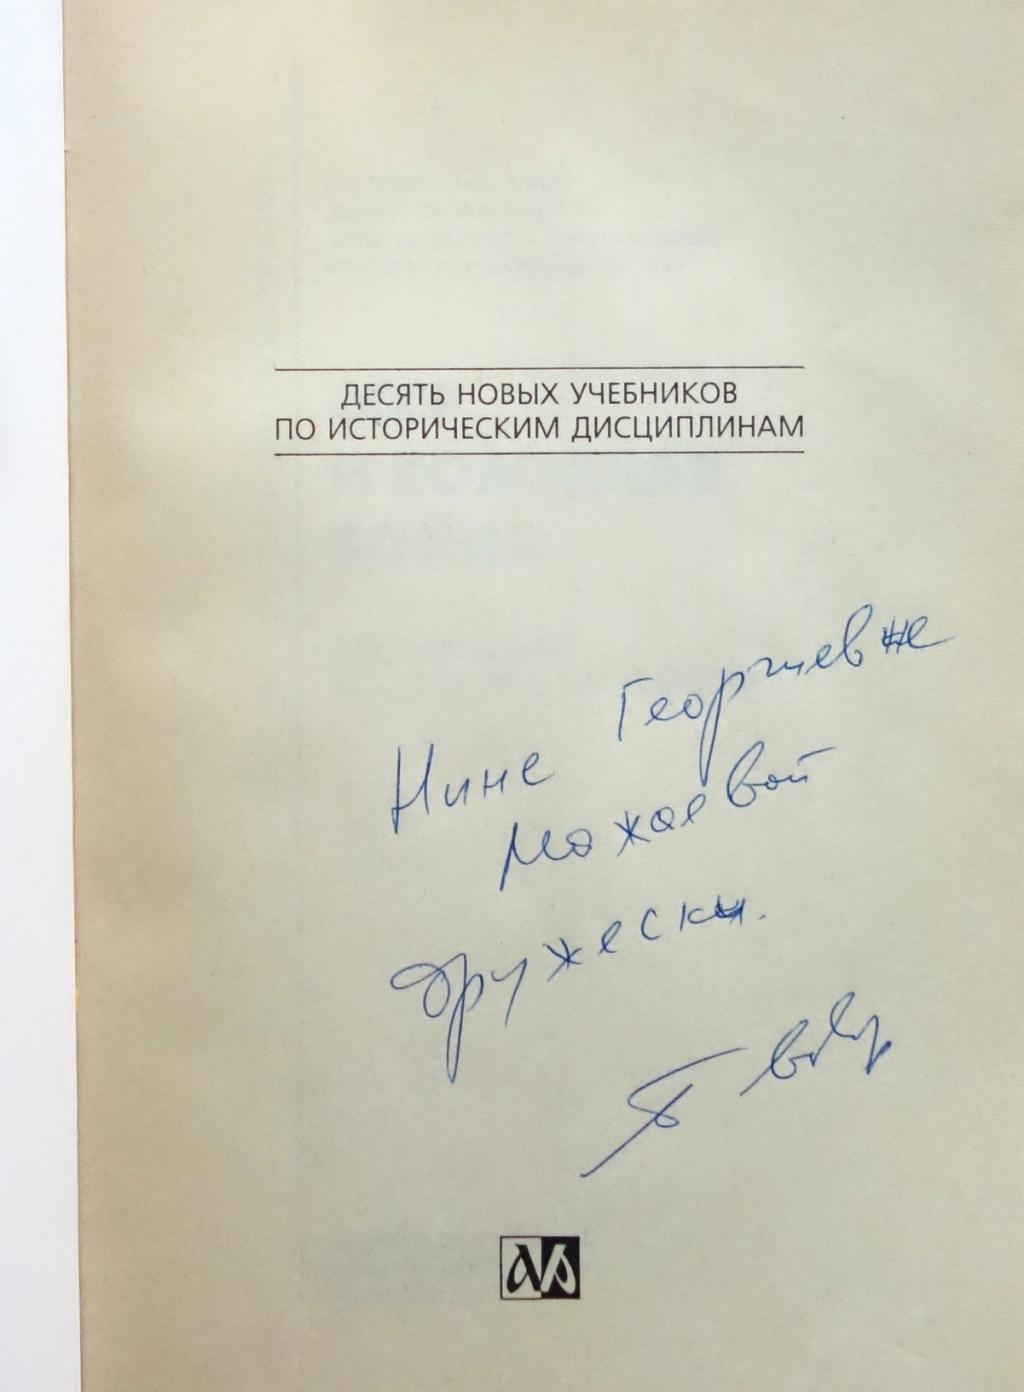 ДЕСЯТЬ НОВЫХ УЧЕБНИКОВ
ПО ИСТОРИЧЕСКИМ ДИСЦИПЛИНАМ
Нине Георгиевне
Можаевой
дружески.